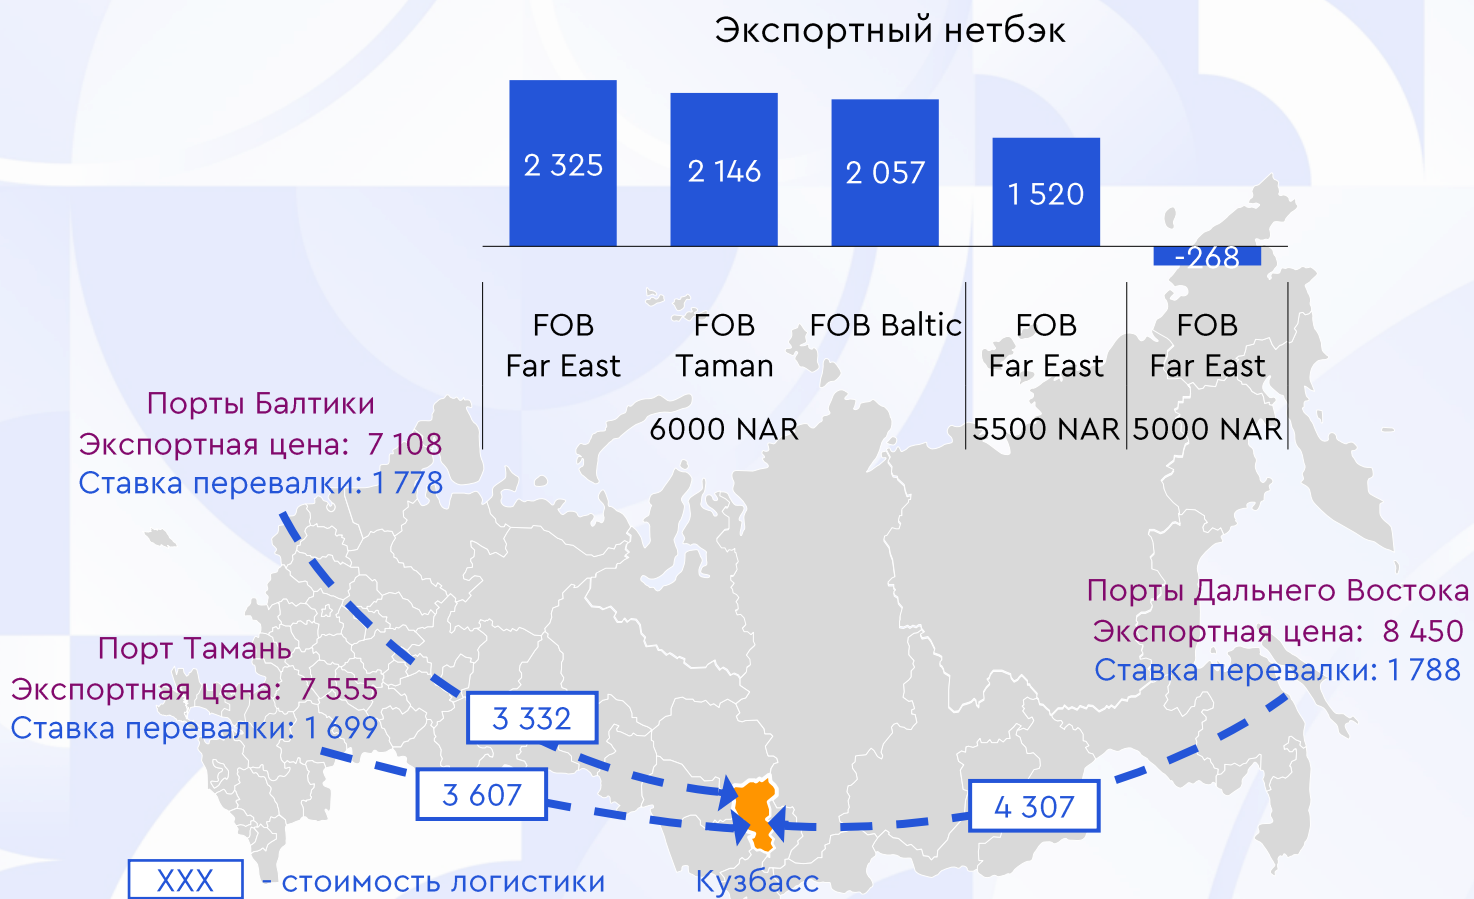 Экспортный нетбэк
2 325
2 146
2 057
1 520
-268
FOB
Far East
FOB
Taman
FOB Baltic
FOB
Far East
FOB
Far East
6000 NAR
5500 NAR
5000 NAR
Порты Балтики
Экспортная цена: 7 108
Ставка перевалки: 1 778
Порты Дальнего Востока
Экспортная цена: 8 450
Ставка перевалки: 1 788
Порт Тамань
Экспортная цена: 7 555
Ставка перевалки: 1 699
3 332
3 607
4 307
XXX - стоимость логистики
Кузбасс